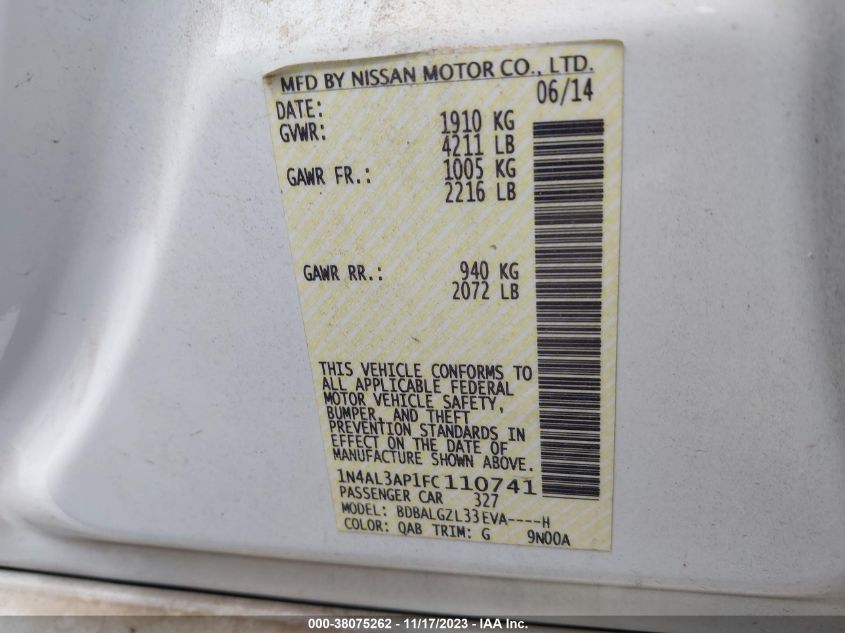 MFD BY NISSAN MOTOR CO., LTD.
DATE: 06/14
GVWR: 1910 KG
4211 LB
GAWR FR.: 1005 KG
2216 LB
GAWR RR.: 940 KG
2072 LB
THIS VEHICLE CONFORMS TO
ALL APPLICABLE FEDERAL
MOTOR VEHICLE SAFETY,
BUMPER, AND THEFT
PREVENTION STANDARDS IN
EFFECT ON THE DATE OF
MANUFACTURE SHOWN ABOVE.
1N4AL3AP1FC110741
PASSENGER CAR 327
MODEL: BDBALGZL33EVA----H
COLOR: QAB TRIM: G 9N00A
000-38075262 - 11/17/2023 - IAA Inc.